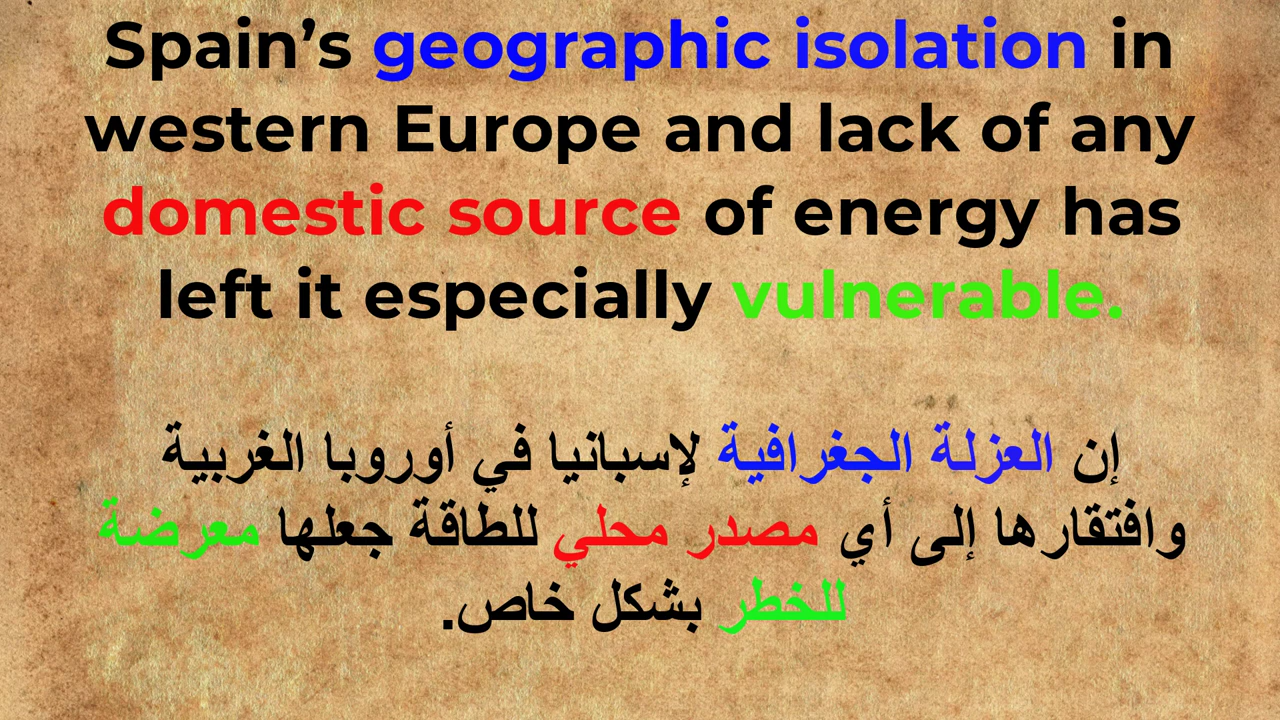 Spain’s geographic isolation in
western Europe and lack of any
domestic source of energy has
left it especially vulnerable.
إن العزلة الجغرافية لإسبانيا في أوروبا الغربية
وافتقارها إلى أي مصدر محلي للطاقة جعلها معرضة
للخطر بشكل خاص.